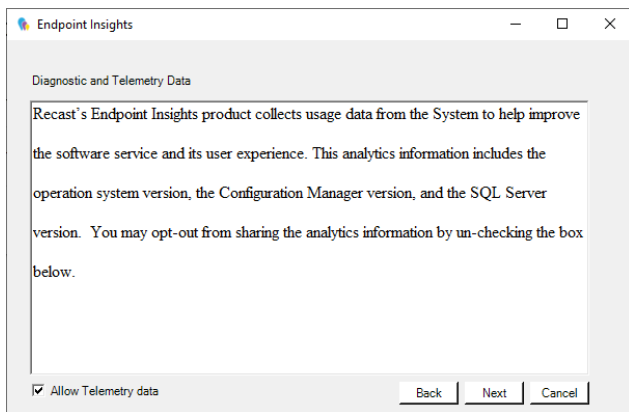 Endpoint Insights
Diagnostic and Telemetry Data
Recast's Endpoint Insights product collects usage data from the System to help improve
the software service and its user experience. This analytics information includes the
operation system version, the Configuration Manager version, and the SQL Server
version.  You may opt-out from sharing the analytics information by un-checking the box
below.
Allow Telemetry data
Back Next Cancel